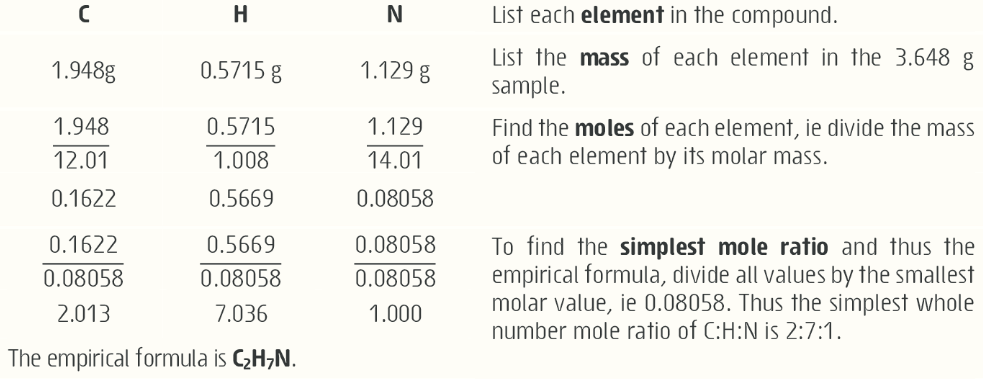 C H N List each element in the compound.
1.948g 0.5715 g 1.129 g List the mass of each element in the 3.648 g
sample.
1.948 0.5715 1.129 Find the moles of each element, ie divide the mass
12.01 1.008 14.01 of each element by its molar mass.
0.1622 0.5669 0.08058
0.1622 0.5669 0.08058 To find the simplest mole ratio and thus the
0.08058 0.08058 0.08058 empirical formula, divide all values by the smallest
2.013 7.036 1.000 molar value, ie 0.08058. Thus the simplest whole
number mole ratio of C:H:N is 2:7:1.
The empirical formula is C₂H₇N.